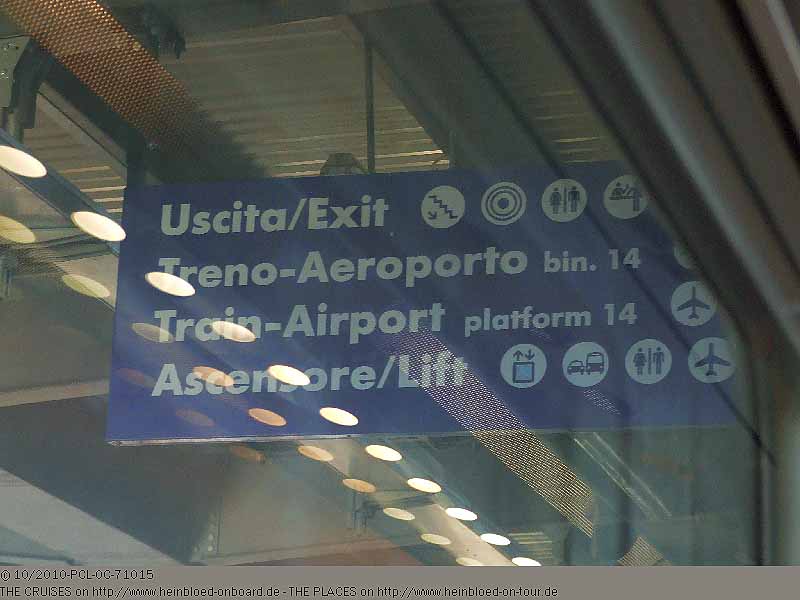 Uscita/Exit
Treno-Aeroporto bin. 14
Train-Airport platform 14
Ascensore/Lift
© 10/2010-PCL-OC-71015
THE CRUISES on http://www.heinbloed-onboard.de - THE PLACES on http://www.heinbloed-on-tour.de